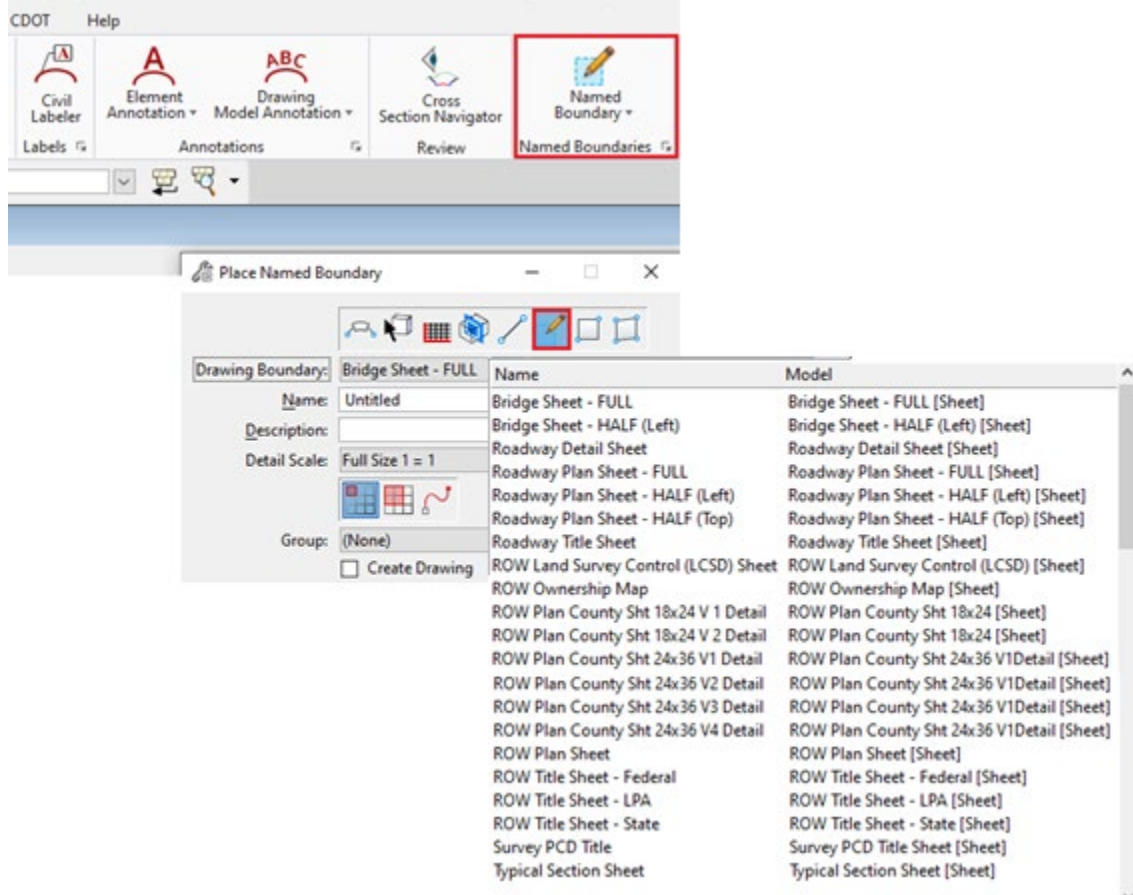 CDOT Help
Civil Labeler
Element Annotation
ABC
Drawing Model Annotation
Cross Section Navigator
Named Boundary
Labels Annotations Review Named Boundaries
Place Named Boundary
Drawing Boundary: Bridge Sheet - FULL
Name: Untitled
Description:
Detail Scale: Full Size 1 = 1
Group: (None)
Create Drawing
Name Model
Bridge Sheet - FULL Bridge Sheet - FULL [Sheet]
Bridge Sheet - HALF (Left) Bridge Sheet - HALF (Left) [Sheet]
Roadway Detail Sheet Roadway Detail Sheet [Sheet]
Roadway Plan Sheet - FULL Roadway Plan Sheet - FULL [Sheet]
Roadway Plan Sheet - HALF (Left) Roadway Plan Sheet - HALF (Left) [Sheet]
Roadway Plan Sheet - HALF (Top) Roadway Plan Sheet - HALF (Top) [Sheet]
Roadway Title Sheet Roadway Title Sheet [Sheet]
ROW Land Survey Control (LCSD) Sheet ROW Land Survey Control (LCSD) [Sheet]
ROW Ownership Map ROW Ownership Map [Sheet]
ROW Plan County Sht 18x24 V 1 Detail ROW Plan County Sht 18x24 [Sheet]
ROW Plan County Sht 18x24 V 2 Detail ROW Plan County Sht 18x24 [Sheet]
ROW Plan County Sht 24x36 V1 Detail ROW Plan County Sht 24x36 V1Detail [Sheet]
ROW Plan County Sht 24x36 V2 Detail ROW Plan County Sht 24x36 V1Detail [Sheet]
ROW Plan County Sht 24x36 V3 Detail ROW Plan County Sht 24x36 V1Detail [Sheet]
ROW Plan County Sht 24x36 V4 Detail ROW Plan County Sht 24x36 V1Detail [Sheet]
ROW Plan Sheet ROW Plan Sheet [Sheet]
ROW Title Sheet - Federal ROW Title Sheet - Federal [Sheet]
ROW Title Sheet - LPA ROW Title Sheet - LPA [Sheet]
ROW Title Sheet - State ROW Title Sheet - State [Sheet]
Survey PCD Title Survey PCD Title Sheet [Sheet]
Typical Section Sheet Typical Section Sheet [Sheet]